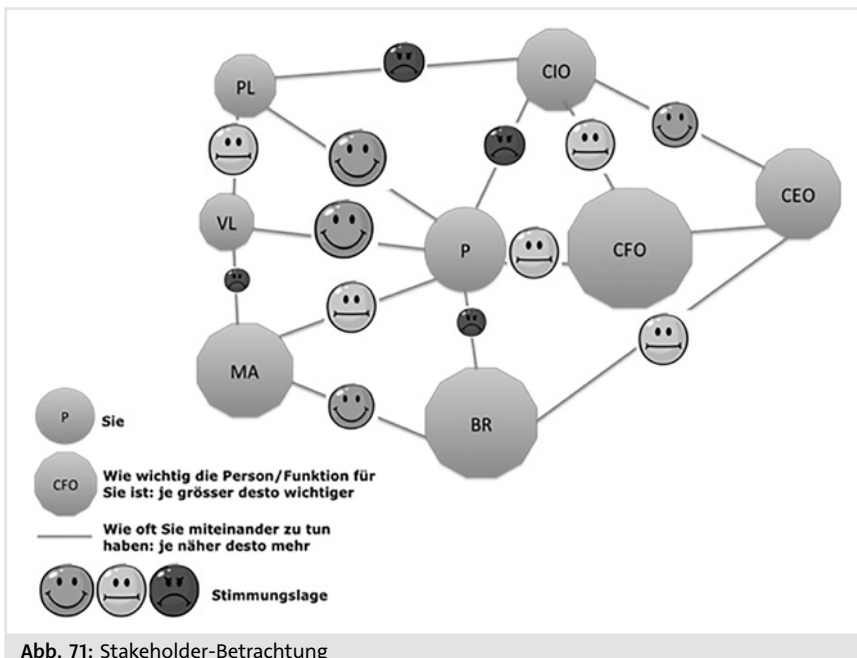 PL
CIO
CEO
VL
P
CFO
MA
BR
P
Sie
CFO
Wie wichtig die Person/Funktion für
Sie ist: je grösser desto wichtiger
Wie oft Sie miteinander zu tun
haben: je näher desto mehr
Stimmungslage
Abb. 71: Stakeholder-Betrachtung